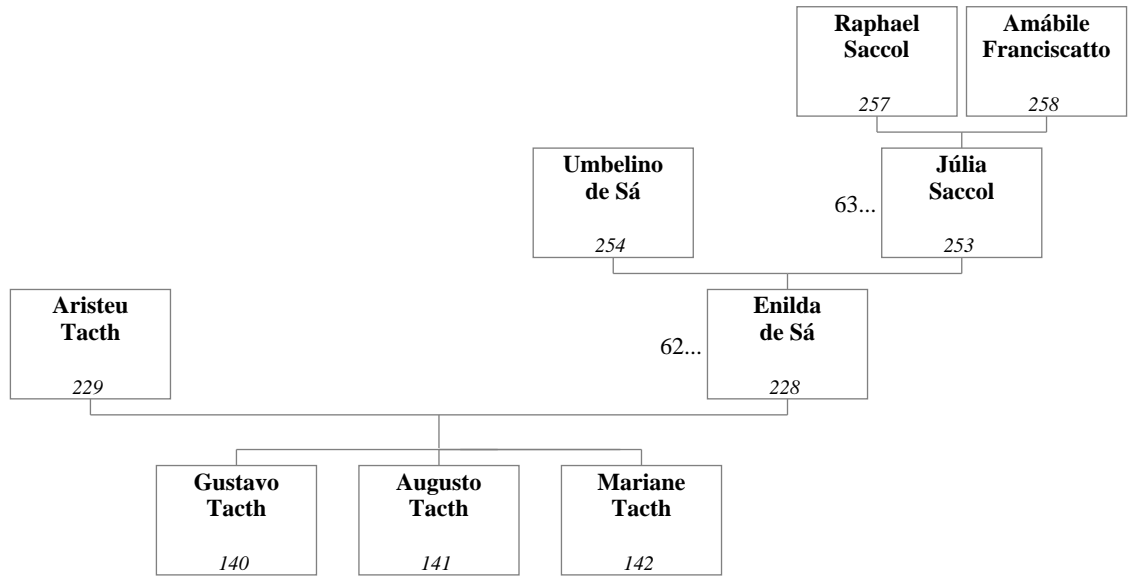 Raphael
Saccol
257
Amábile
Franciscatto
258
Umbelino
de Sá
254
63...
Júlia
Saccol
253
Aristeu
Tacth
229
62...
Enilda
de Sá
228
Gustavo
Tacth
140
Augusto
Tacth
141
Mariane
Tacth
142